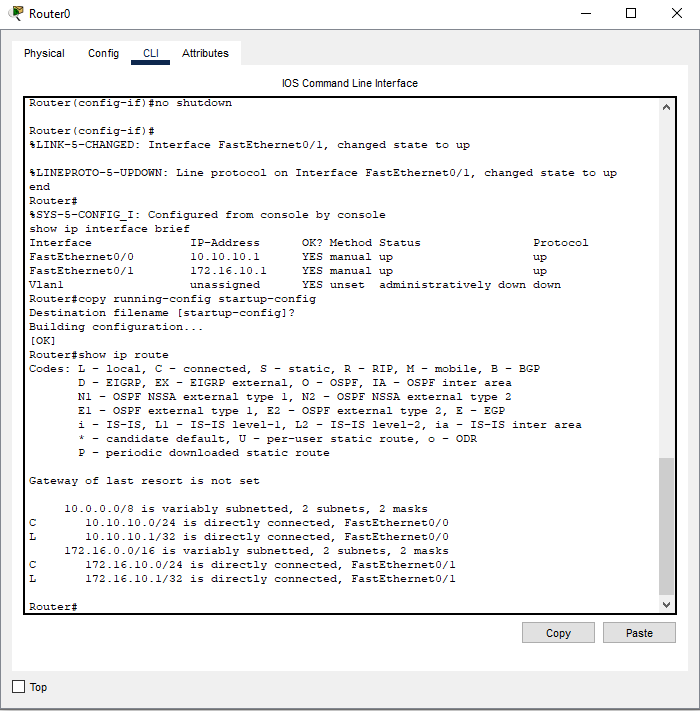 Router0
Physical Config CLI Attributes
IOS Command Line Interface
Router(config-if)#no shutdown
Router(config-if)#
%LINK-5-CHANGED: Interface FastEthernet0/1, changed state to up
%LINEPROTO-5-UPDOWN: Line protocol on Interface FastEthernet0/1, changed state to up
end
Router#
%SYS-5-CONFIG_I: Configured from console by console
show ip interface brief
Interface              IP-Address      OK? Method Status                Protocol
FastEthernet0/0        10.10.10.1      YES manual up                    up
FastEthernet0/1        172.16.10.1     YES manual up                    up
Vlan1                  unassigned      YES unset  administratively down down
Router#copy running-config startup-config
Destination filename [startup-config]?
Building configuration...
[OK]
Router#show ip route
Codes: L - local, C - connected, S - static, R - RIP, M - mobile, B - BGP
       D - EIGRP, EX - EIGRP external, O - OSPF, IA - OSPF inter area
       N1 - OSPF NSSA external type 1, N2 - OSPF NSSA external type 2
       E1 - OSPF external type 1, E2 - OSPF external type 2, E - EGP
       i - IS-IS, L1 - IS-IS level-1, L2 - IS-IS level-2, ia - IS-IS inter area
       * - candidate default, U - per-user static route, o - ODR
       P - periodic downloaded static route
Gateway of last resort is not set
     10.0.0.0/8 is variably subnetted, 2 subnets, 2 masks
C       10.10.10.0/24 is directly connected, FastEthernet0/0
L       10.10.10.1/32 is directly connected, FastEthernet0/0
     172.16.0.0/16 is variably subnetted, 2 subnets, 2 masks
C       172.16.10.0/24 is directly connected, FastEthernet0/1
L       172.16.10.1/32 is directly connected, FastEthernet0/1
Router#
Copy Paste
Top